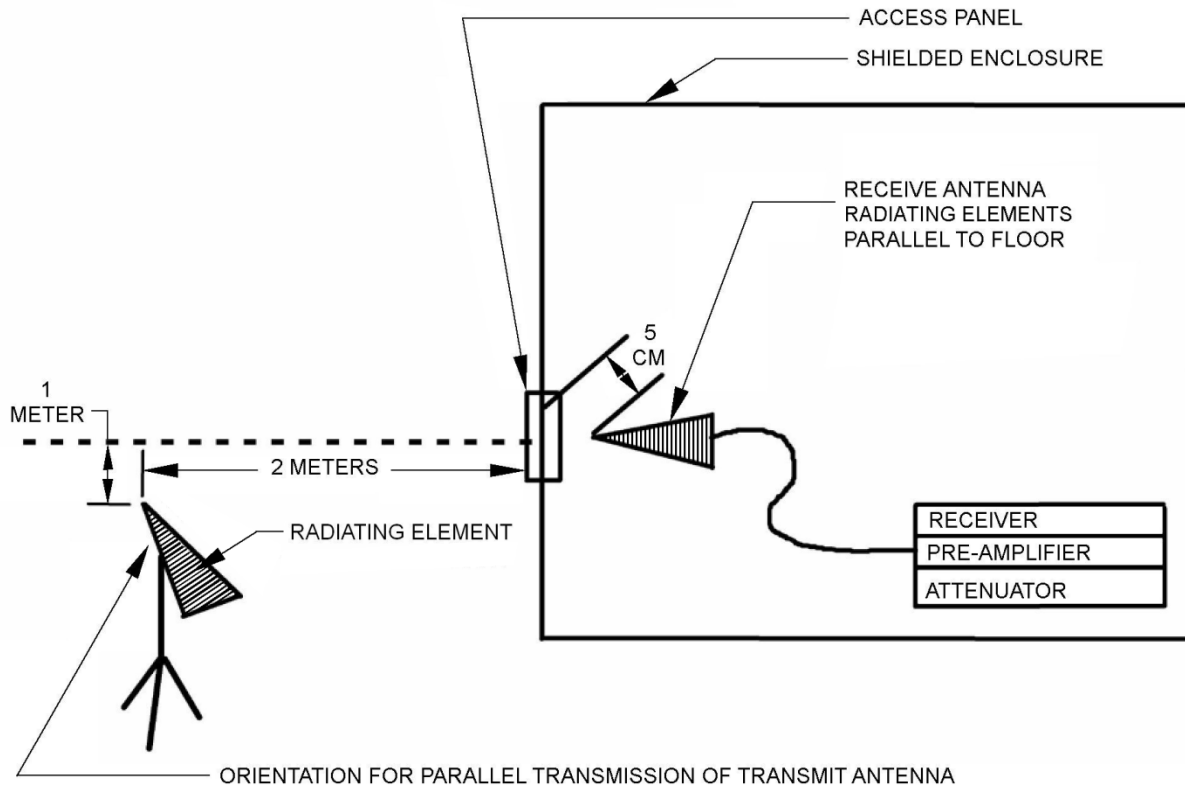 ACCESS PANEL
SHIELDED ENCLOSURE
RECEIVE ANTENNA
RADIATING ELEMENTS
PARALLEL TO FLOOR
5
CM
1
METER
2 METERS
RADIATING ELEMENT
RECEIVER
PRE-AMPLIFIER
ATTENUATOR
ORIENTATION FOR PARALLEL TRANSMISSION OF TRANSMIT ANTENNA